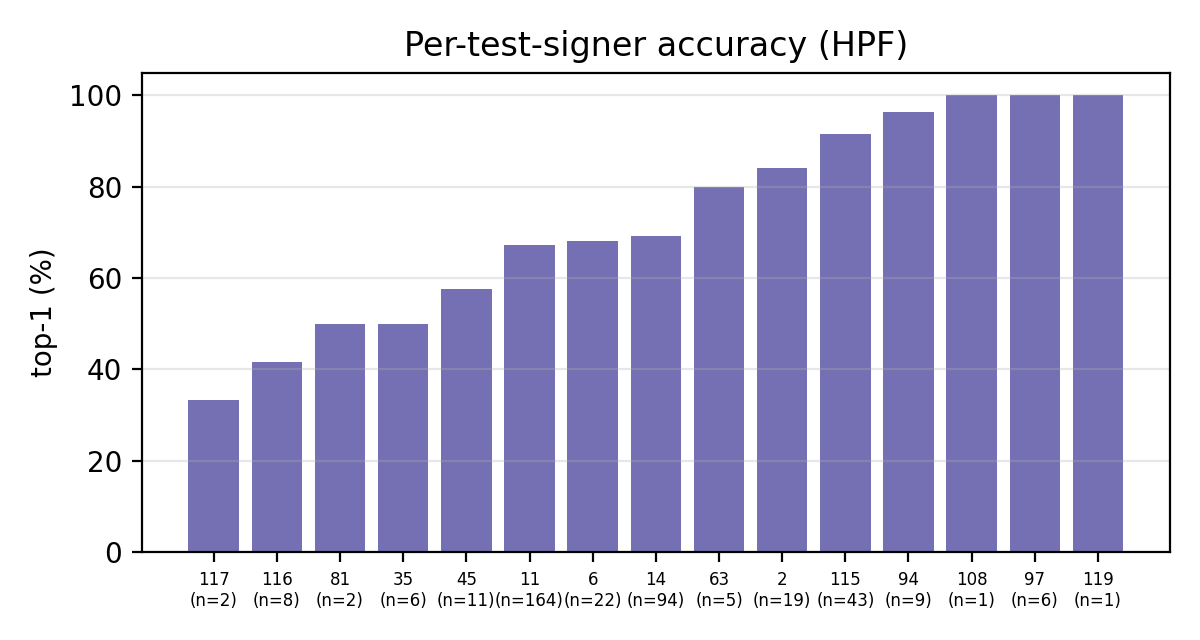 Per-test-signer accuracy (HPF)
top-1 (%)
100
80
60
40
20
0
117 116 81 35 45 11 6 14 63 2 115 94 108 97 119
(n=2) (n=8) (n=2) (n=6) (n=11) (n=164) (n=22) (n=94) (n=5) (n=19) (n=43) (n=9) (n=1) (n=6) (n=1)